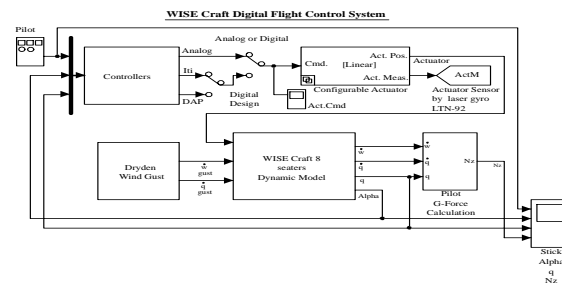 WISE Craft Digital Flight Control System
Pilot
Analog or Digital
Analog
Iti
DAP
Controllers
Digital
Design
Cmd.
Act. Pos.
[Linear]
Act. Meas.
Configurable Actuator
Act.Cmd
Actuator
ActM
Actuator Sensor
by laser gyro
LTN-92
Dryden
Wind Gust
w
gust
q
gust
WISE Craft 8
seaters
Dynamic Model
w
q
q
Alpha
w
q
q
Nz
Nz
Pilot
G-Force
Calculation
Stick
Alpha
q
Nz